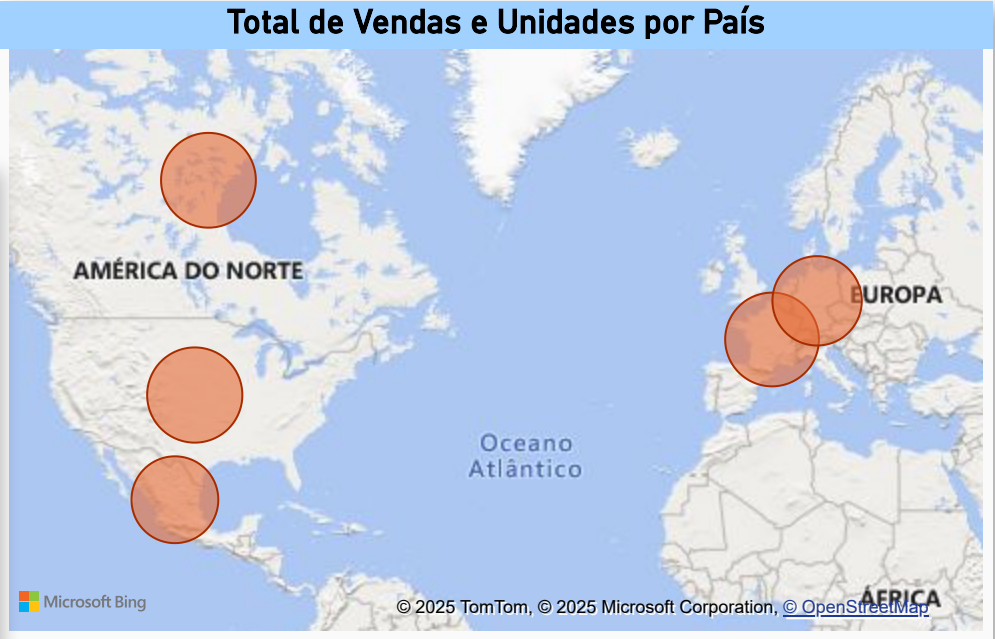 Total de Vendas e Unidades por País
AMÉRICA DO NORTE
EUROPA
Oceano
Atlântico
ÁFRICA
Microsoft Bing
© 2025 TomTom, © 2025 Microsoft Corporation, © OpenStreetMap